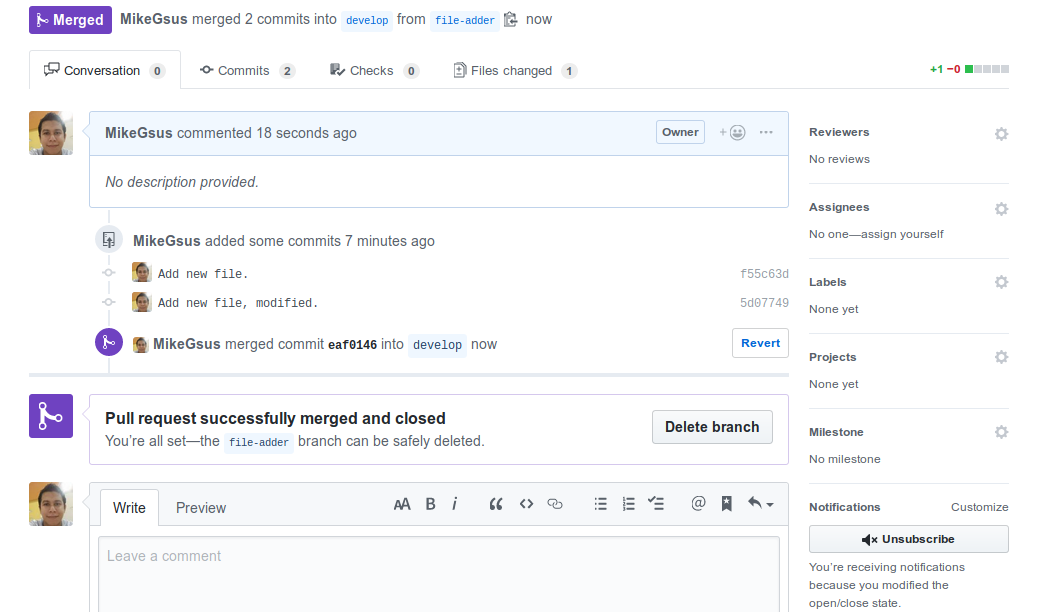 Merged MikeGsus merged 2 commits into develop from file-adder now
Conversation 0 Commits 2 Checks 0 Files changed 1 +1 −0
MikeGsus commented 18 seconds ago Owner
No description provided.
MikeGsus added some commits 7 minutes ago
Add new file. f55c63d
Add new file, modified. 5d07749
MikeGsus merged commit eaf0146 into develop now Revert
Pull request successfully merged and closed
You're all set—the file-adder branch can be safely deleted.
Delete branch
Write Preview AA B i “ <> @
Leave a comment
Reviewers
No reviews
Assignees
No one—assign yourself
Labels
None yet
Projects
None yet
Milestone
No milestone
Notifications Customize
Unsubscribe
You're receiving notifications
because you modified the
open/close state.